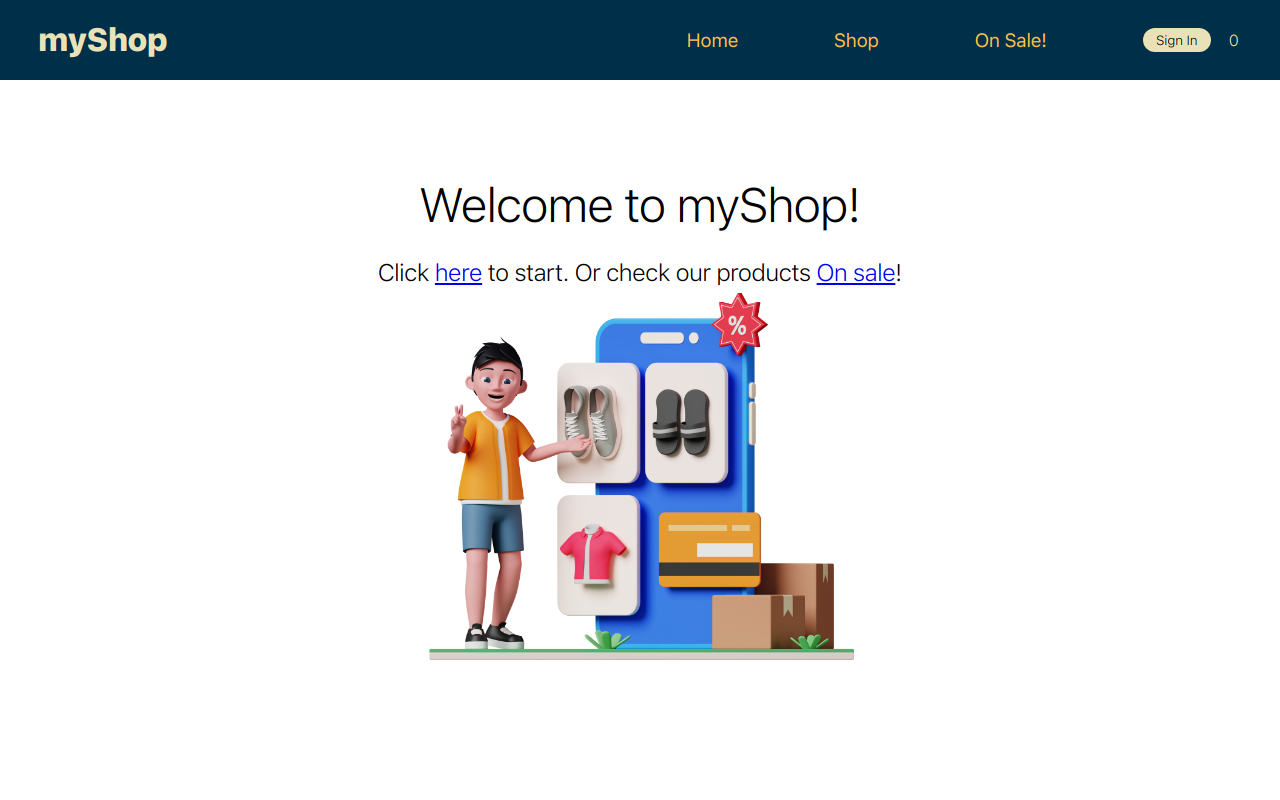 myShop
Home Shop On Sale! Sign In 0
Welcome to myShop!
Click here to start. Or check our products On sale!
%